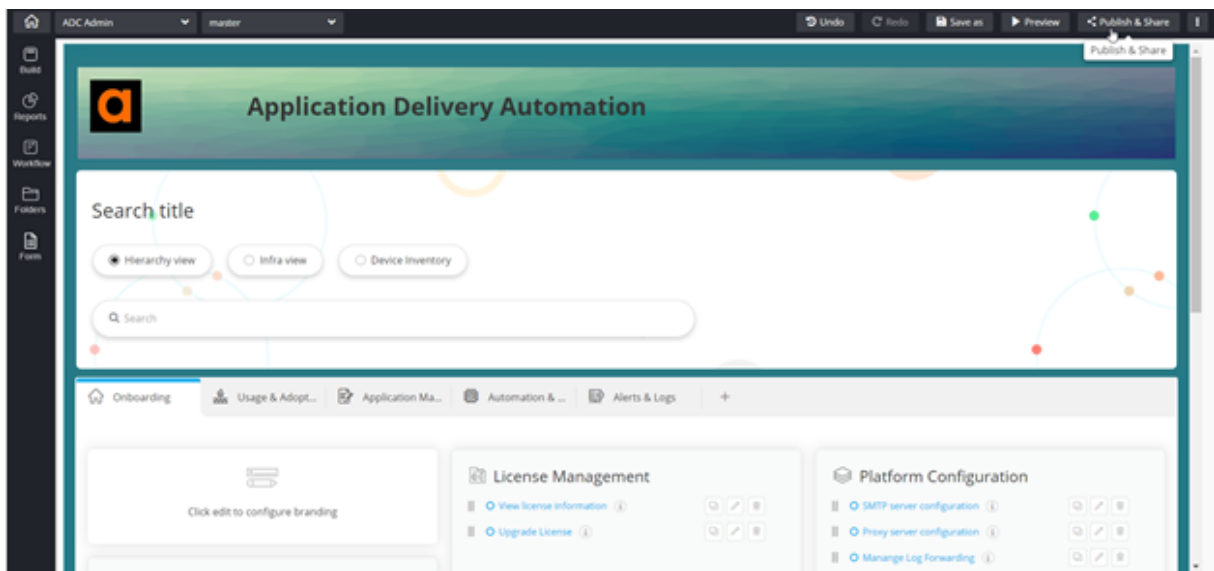 ADC Admin master Undo Redo Save as Preview Publish & Share
Publish & Share
Build
Reports
Workflow
Folders
Form
a Application Delivery Automation
Search title
Hierarchy view Infra view Device Inventory
Search
Onboarding Usage & Adopt... Application Ma... Automation & ... Alerts & Logs +
Click edit to configure branding
License Management
View license information
Upgrade License
Platform Configuration
SMTP server configuration
Proxy server configuration
Manange Log Forwarding